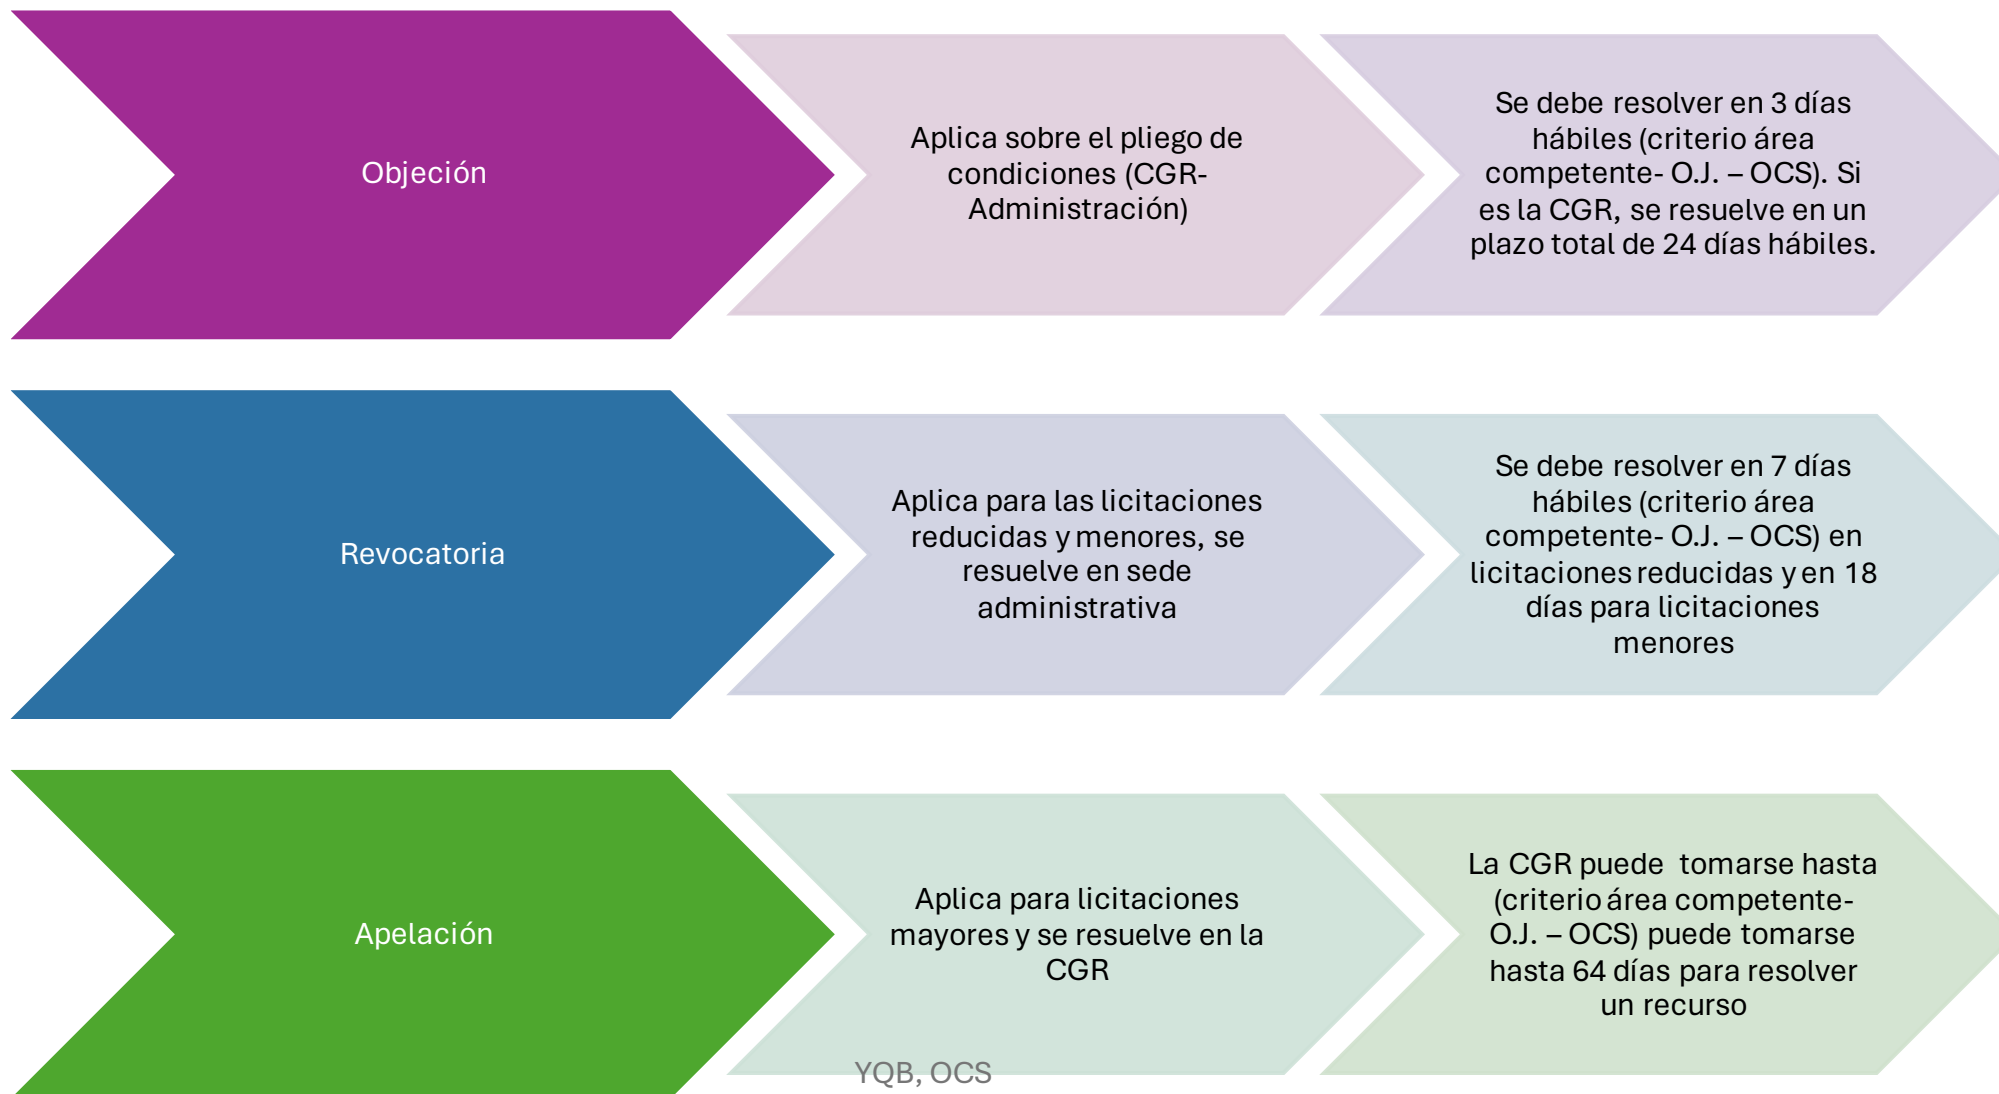 Objeción
Aplica sobre el pliego de
condiciones (CGR-
Administración)
Se debe resolver en 3 días
hábiles (criterio área
competente- O.J. – OCS). Si
es la CGR, se resuelve en un
plazo total de 24 días hábiles.
Revocatoria
Aplica para las licitaciones
reducidas y menores, se
resuelve en sede
administrativa
Se debe resolver en 7 días
hábiles (criterio área
competente- O.J. – OCS) en
licitaciones reducidas y en 18
días para licitaciones
menores
Apelación
Aplica para licitaciones
mayores y se resuelve en la
CGR
La CGR puede  tomarse hasta
(criterio área competente-
O.J. – OCS) puede tomarse
hasta 64 días para resolver
un recurso
YQB, OCS